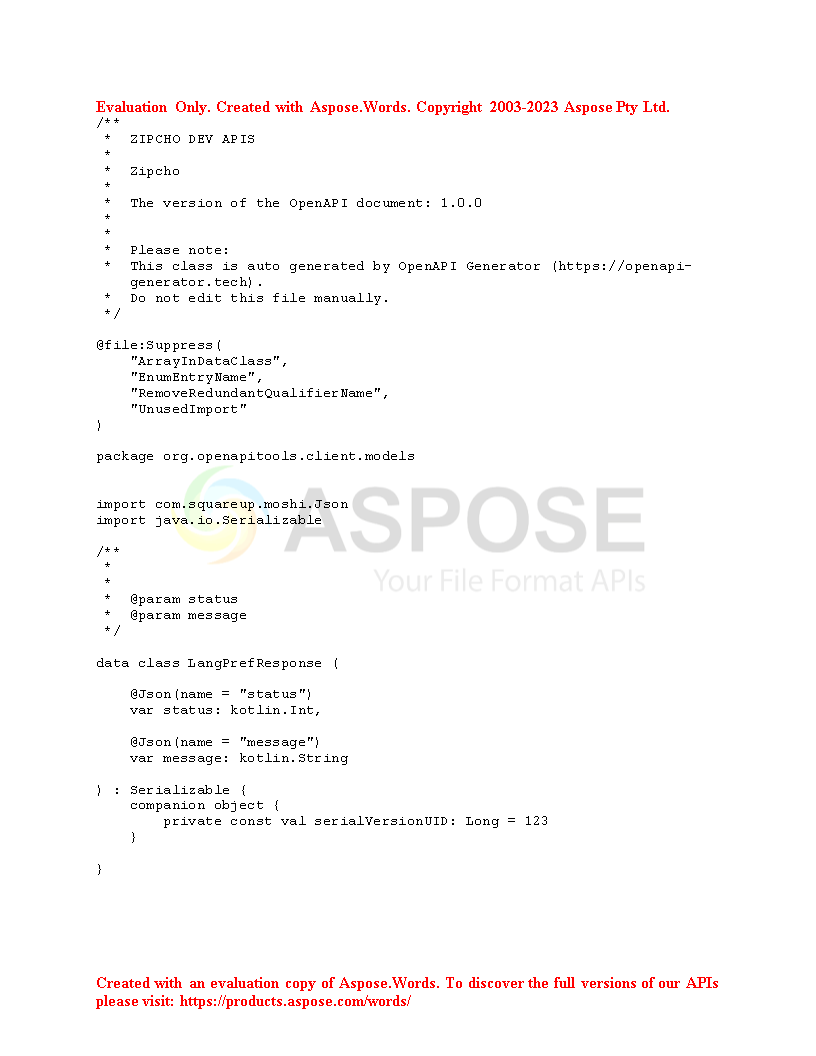 Evaluation Only. Created with Aspose.Words. Copyright 2003-2023 Aspose Pty Ltd.
/**
 *  ZIPCHO DEV APIS
 *
 *  Zipcho
 *
 *  The version of the OpenAPI document: 1.0.0
 *
 *
 *  Please note:
 *  This class is auto generated by OpenAPI Generator (https://openapi-
    generator.tech).
 *  Do not edit this file manually.
 */

@file:Suppress(
    "ArrayInDataClass",
    "EnumEntryName",
    "RemoveRedundantQualifierName",
    "UnusedImport"
)

package org.openapitools.client.models

import com.squareup.moshi.Json
import java.io.Serializable
ASPOSE
Your File Format APIs

/**
 *
 *
 *  @param status
 *  @param message
 */

data class LangPrefResponse (

    @Json(name = "status")
    var status: kotlin.Int,

    @Json(name = "message")
    var message: kotlin.String

) : Serializable {
    companion object {
        private const val serialVersionUID: Long = 123
    }

}

Created with an evaluation copy of Aspose.Words. To discover the full versions of our APIs
please visit: https://products.aspose.com/words/